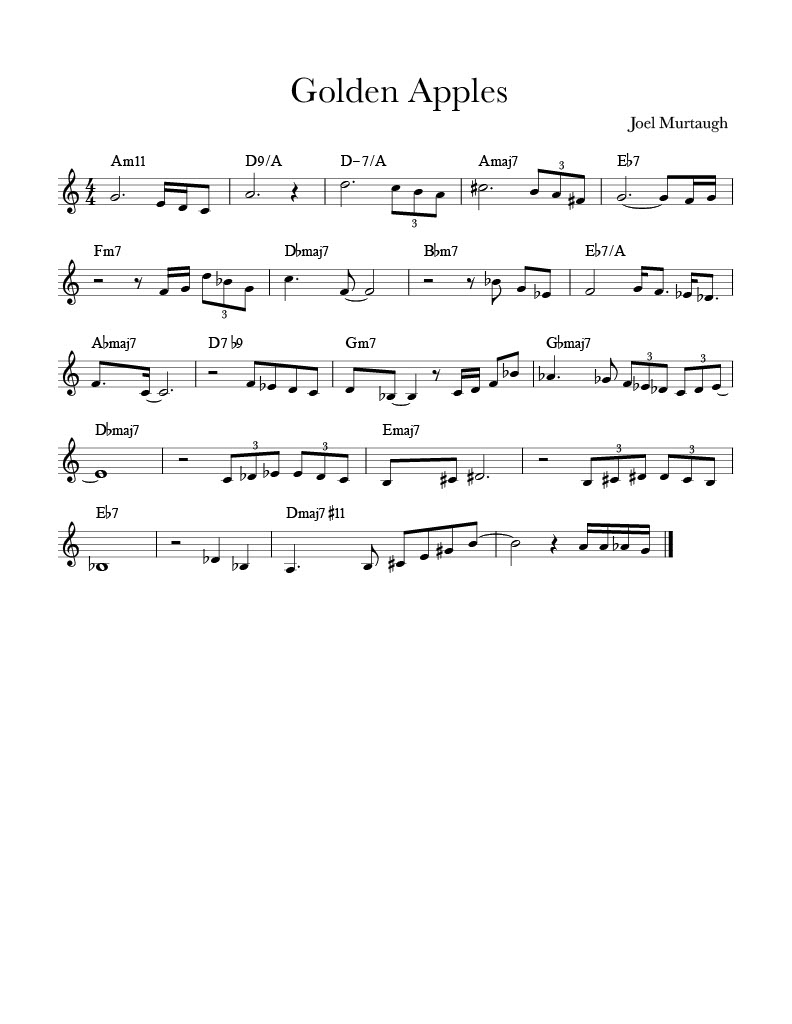 Golden Apples
Joel Murtaugh
Am11 D9/A D–7/A Amaj7 E♭7
4/4 3 3
Fm7 D♭maj7 B♭m7 E♭7/A
3
A♭maj7 D7 ♭9 Gm7 G♭maj7
3 3
D♭maj7 Emaj7
3 3 3 3
E♭7 Dmaj7 ♯11